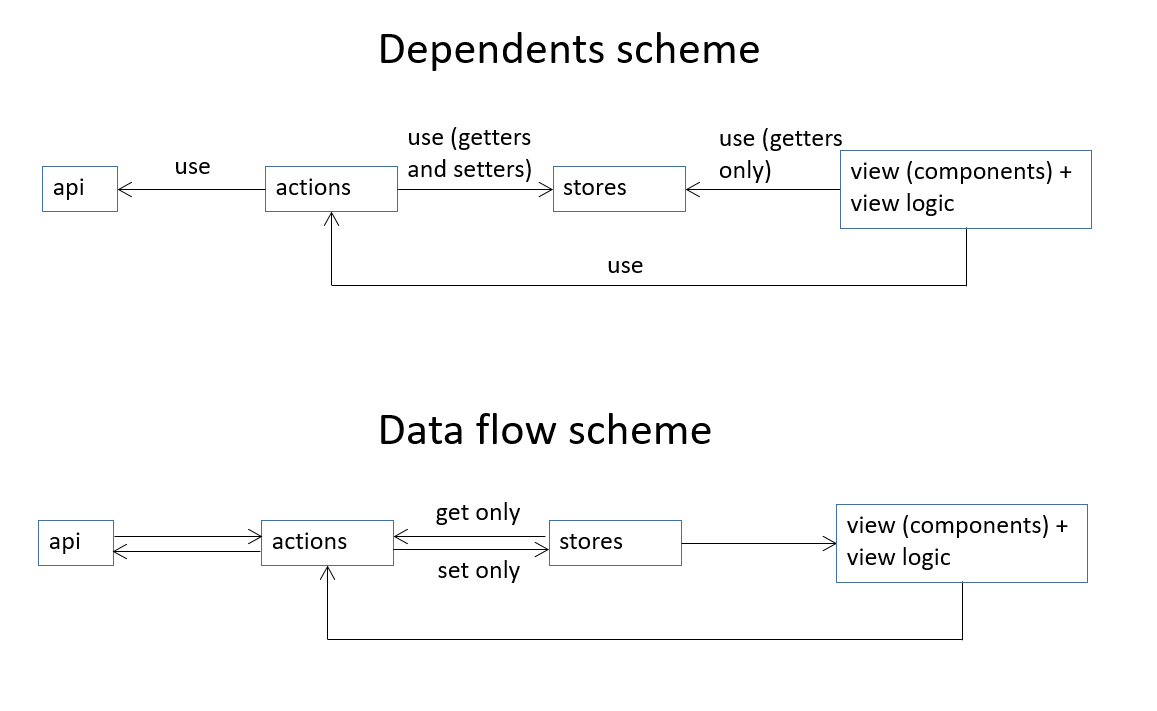 Dependents scheme
use
use (getters
and setters)
use (getters
only)
api
actions
stores
view (components) +
view logic
use
Data flow scheme
get only
api
actions
stores
view (components) +
view logic
set only